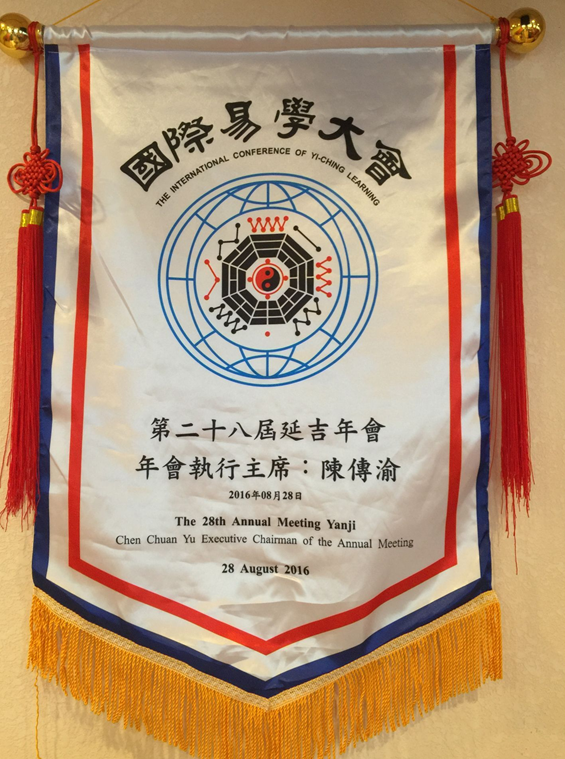 國際易學大會
THE INTERNATIONAL CONFERENCE OF YI-CHING LEARNING
第二十八屆延吉年會
年會執行主席：陳傳渝
2016年08月28日
The 28th Annual Meeting Yanji
Chen Chuan Yu Executive Chairman of the Annual Meeting
28 August 2016